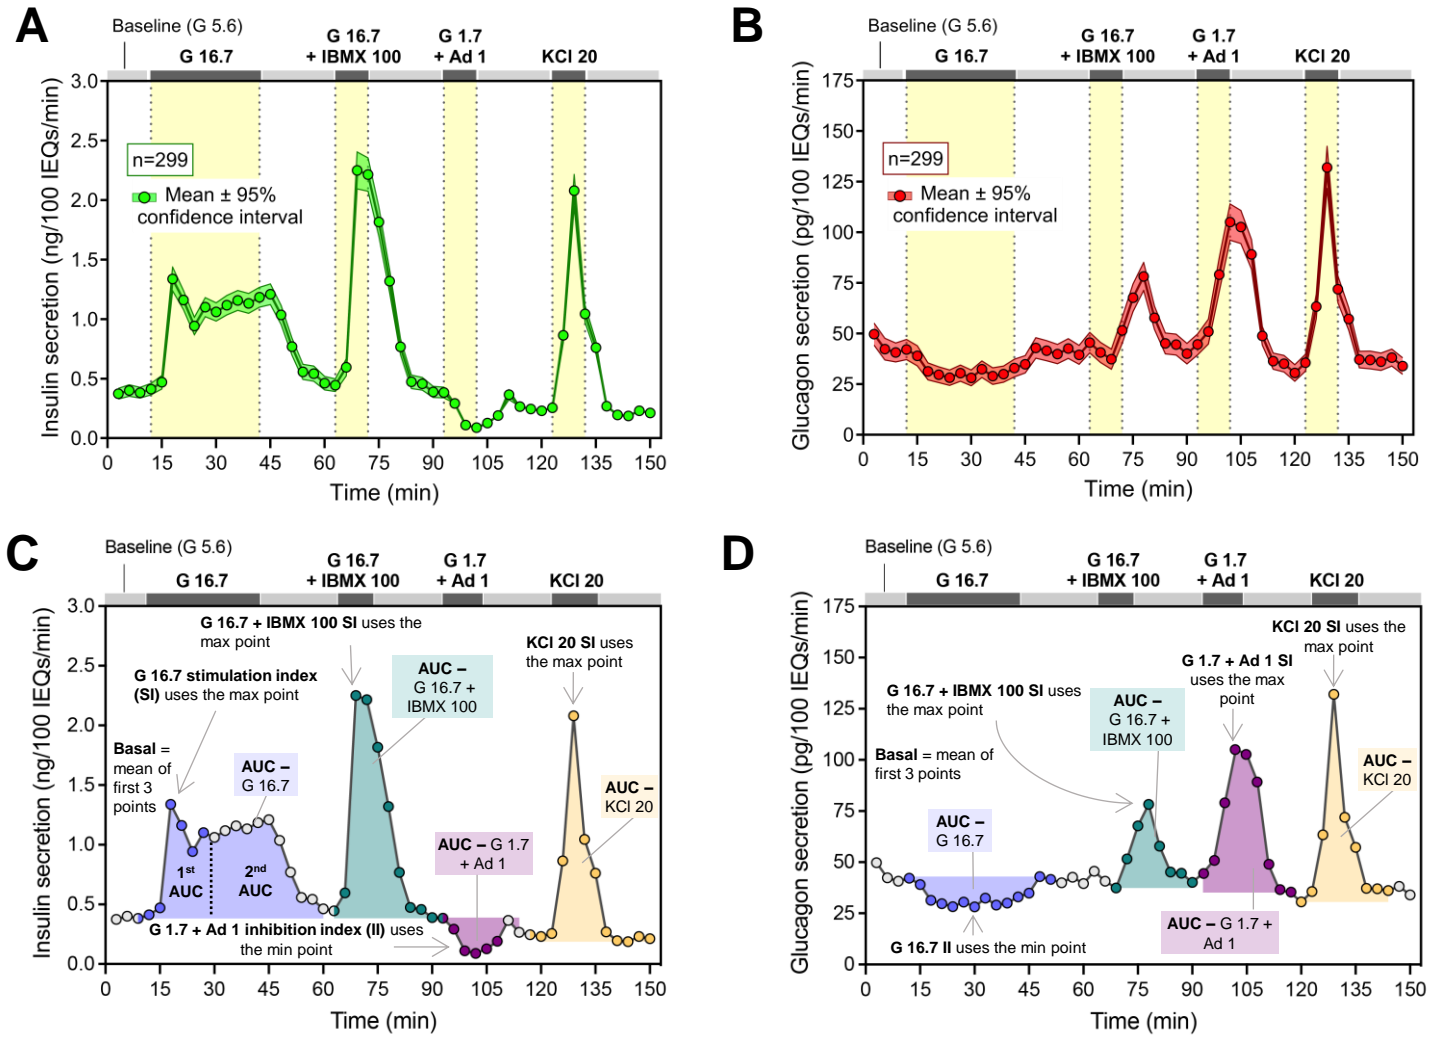 A
Baseline (G 5.6)
G 16.7
G 16.7
+ IBMX 100
G 1.7
+ Ad 1
KCl 20
Insulin secretion (ng/100 IEQs/min)
3.0
2.5
2.0
1.5
1.0
0.5
0.0
n=299
Mean ± 95%
confidence interval
0 15 30 45 60 75 90 105 120 135 150
Time (min)
B
Baseline (G 5.6)
G 16.7
G 16.7
+ IBMX 100
G 1.7
+ Ad 1
KCl 20
Glucagon secretion (pg/100 IEQs/min)
175
150
125
100
75
50
25
0
n=299
Mean ± 95%
confidence interval
0 15 30 45 60 75 90 105 120 135 150
Time (min)
C
Baseline (G 5.6)
G 16.7
G 16.7
+ IBMX 100
G 1.7
+ Ad 1
KCl 20
Insulin secretion (ng/100 IEQs/min)
3.0
2.5
2.0
1.5
1.0
0.5
0.0
G 16.7 + IBMX 100 SI uses the
max point
G 16.7 stimulation index
(SI) uses the max point
Basal =
mean of
first 3
points
AUC –
G 16.7
AUC –
G 16.7 +
IBMX 100
KCl 20 SI uses
the max point
AUC –
KCl 20
AUC – G 1.7
+ Ad 1
1st
AUC
2nd
AUC
G 1.7 + Ad 1 inhibition index (II) uses
the min point
0 15 30 45 60 75 90 105 120 135 150
Time (min)
D
Baseline (G 5.6)
G 16.7
G 16.7
+ IBMX 100
G 1.7
+ Ad 1
KCl 20
Glucagon secretion (pg/100 IEQs/min)
175
150
125
100
75
50
25
0
KCl 20 SI uses the
max point
G 1.7 + Ad 1 SI
uses the max
point
G 16.7 + IBMX 100 SI uses
the max point
AUC –
G 16.7 +
IBMX 100
Basal = mean of
first 3 points
AUC –
KCl 20
AUC –
G 16.7
AUC – G 1.7 +
Ad 1
G 16.7 II uses the min point
0 15 30 45 60 75 90 105 120 135 150
Time (min)